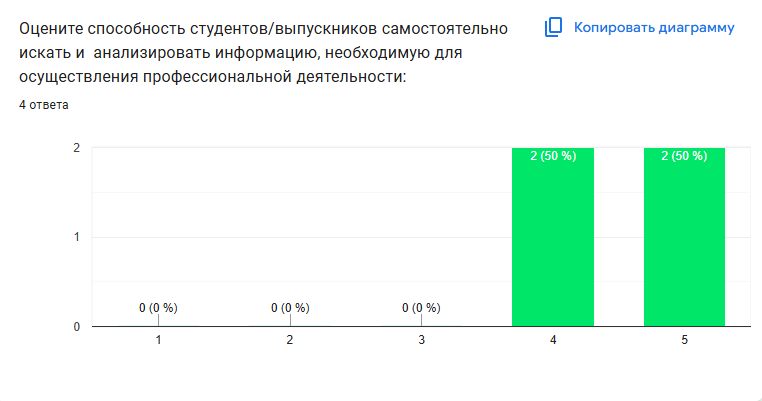 Оцените способность студентов/выпускников самостоятельно
искать и  анализировать информацию, необходимую для
осуществления профессиональной деятельности:
Копировать диаграмму
4 ответа
2
1
0
0 (0 %)
0 (0 %)
0 (0 %)
2 (50 %)
2 (50 %)
1
2
3
4
5